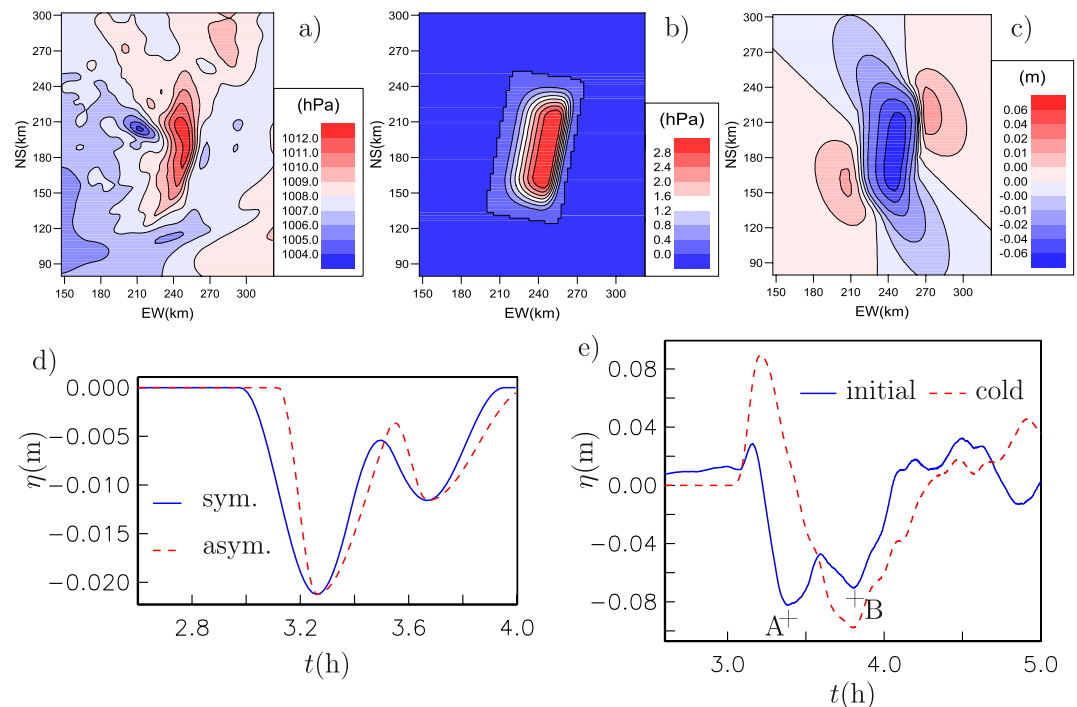 a)
300
270
240
210
180
150
120
90
NS(km)
150 180 210 240 270 300
EW(km)
(hPa)
1012.0
1011.0
1010.0
1009.0
1008.0
1007.0
1006.0
1005.0
1004.0
b)
300
270
240
210
180
150
120
90
NS(km)
150 180 210 240 270 300
EW(km)
(hPa)
2.8
2.4
2.0
1.6
1.2
0.8
0.4
0.0
c)
300
270
240
210
180
150
120
90
NS(km)
150 180 210 240 270 300
EW(km)
(m)
0.06
0.04
0.03
0.01
0.00
0.00
-0.01
-0.02
-0.04
-0.06
d)
0.000
−0.005
−0.010
−0.015
−0.020
η(m)
sym.
asym.
2.8 3.2 3.6 4.0
t(h)
e)
0.08
0.04
0.00
−0.04
−0.08
η(m)
initial cold
A
B
3.0 4.0 5.0
t(h)